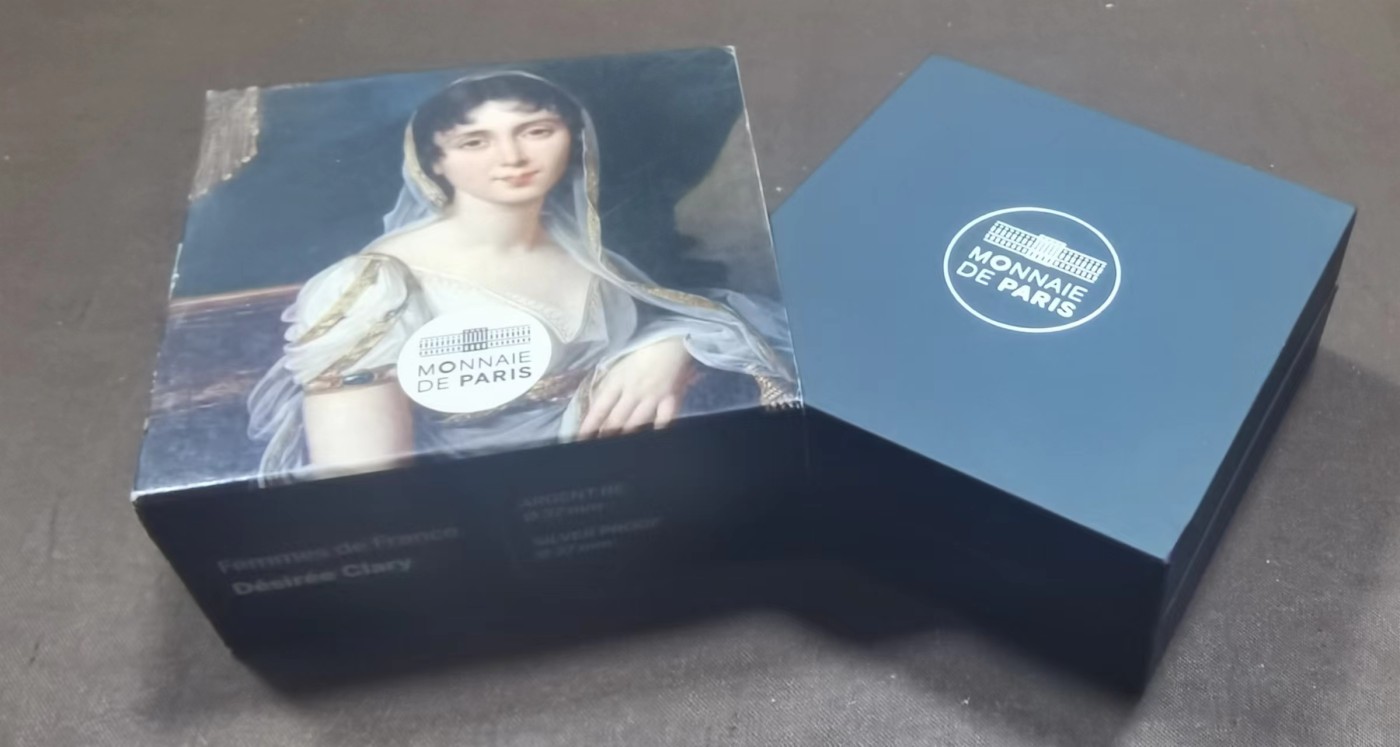 MONNAIE
DE PARIS
Femmes de France
Désirée Clary
ARGENT BE
SILVER PROOF
MONNAIE
DE PARIS